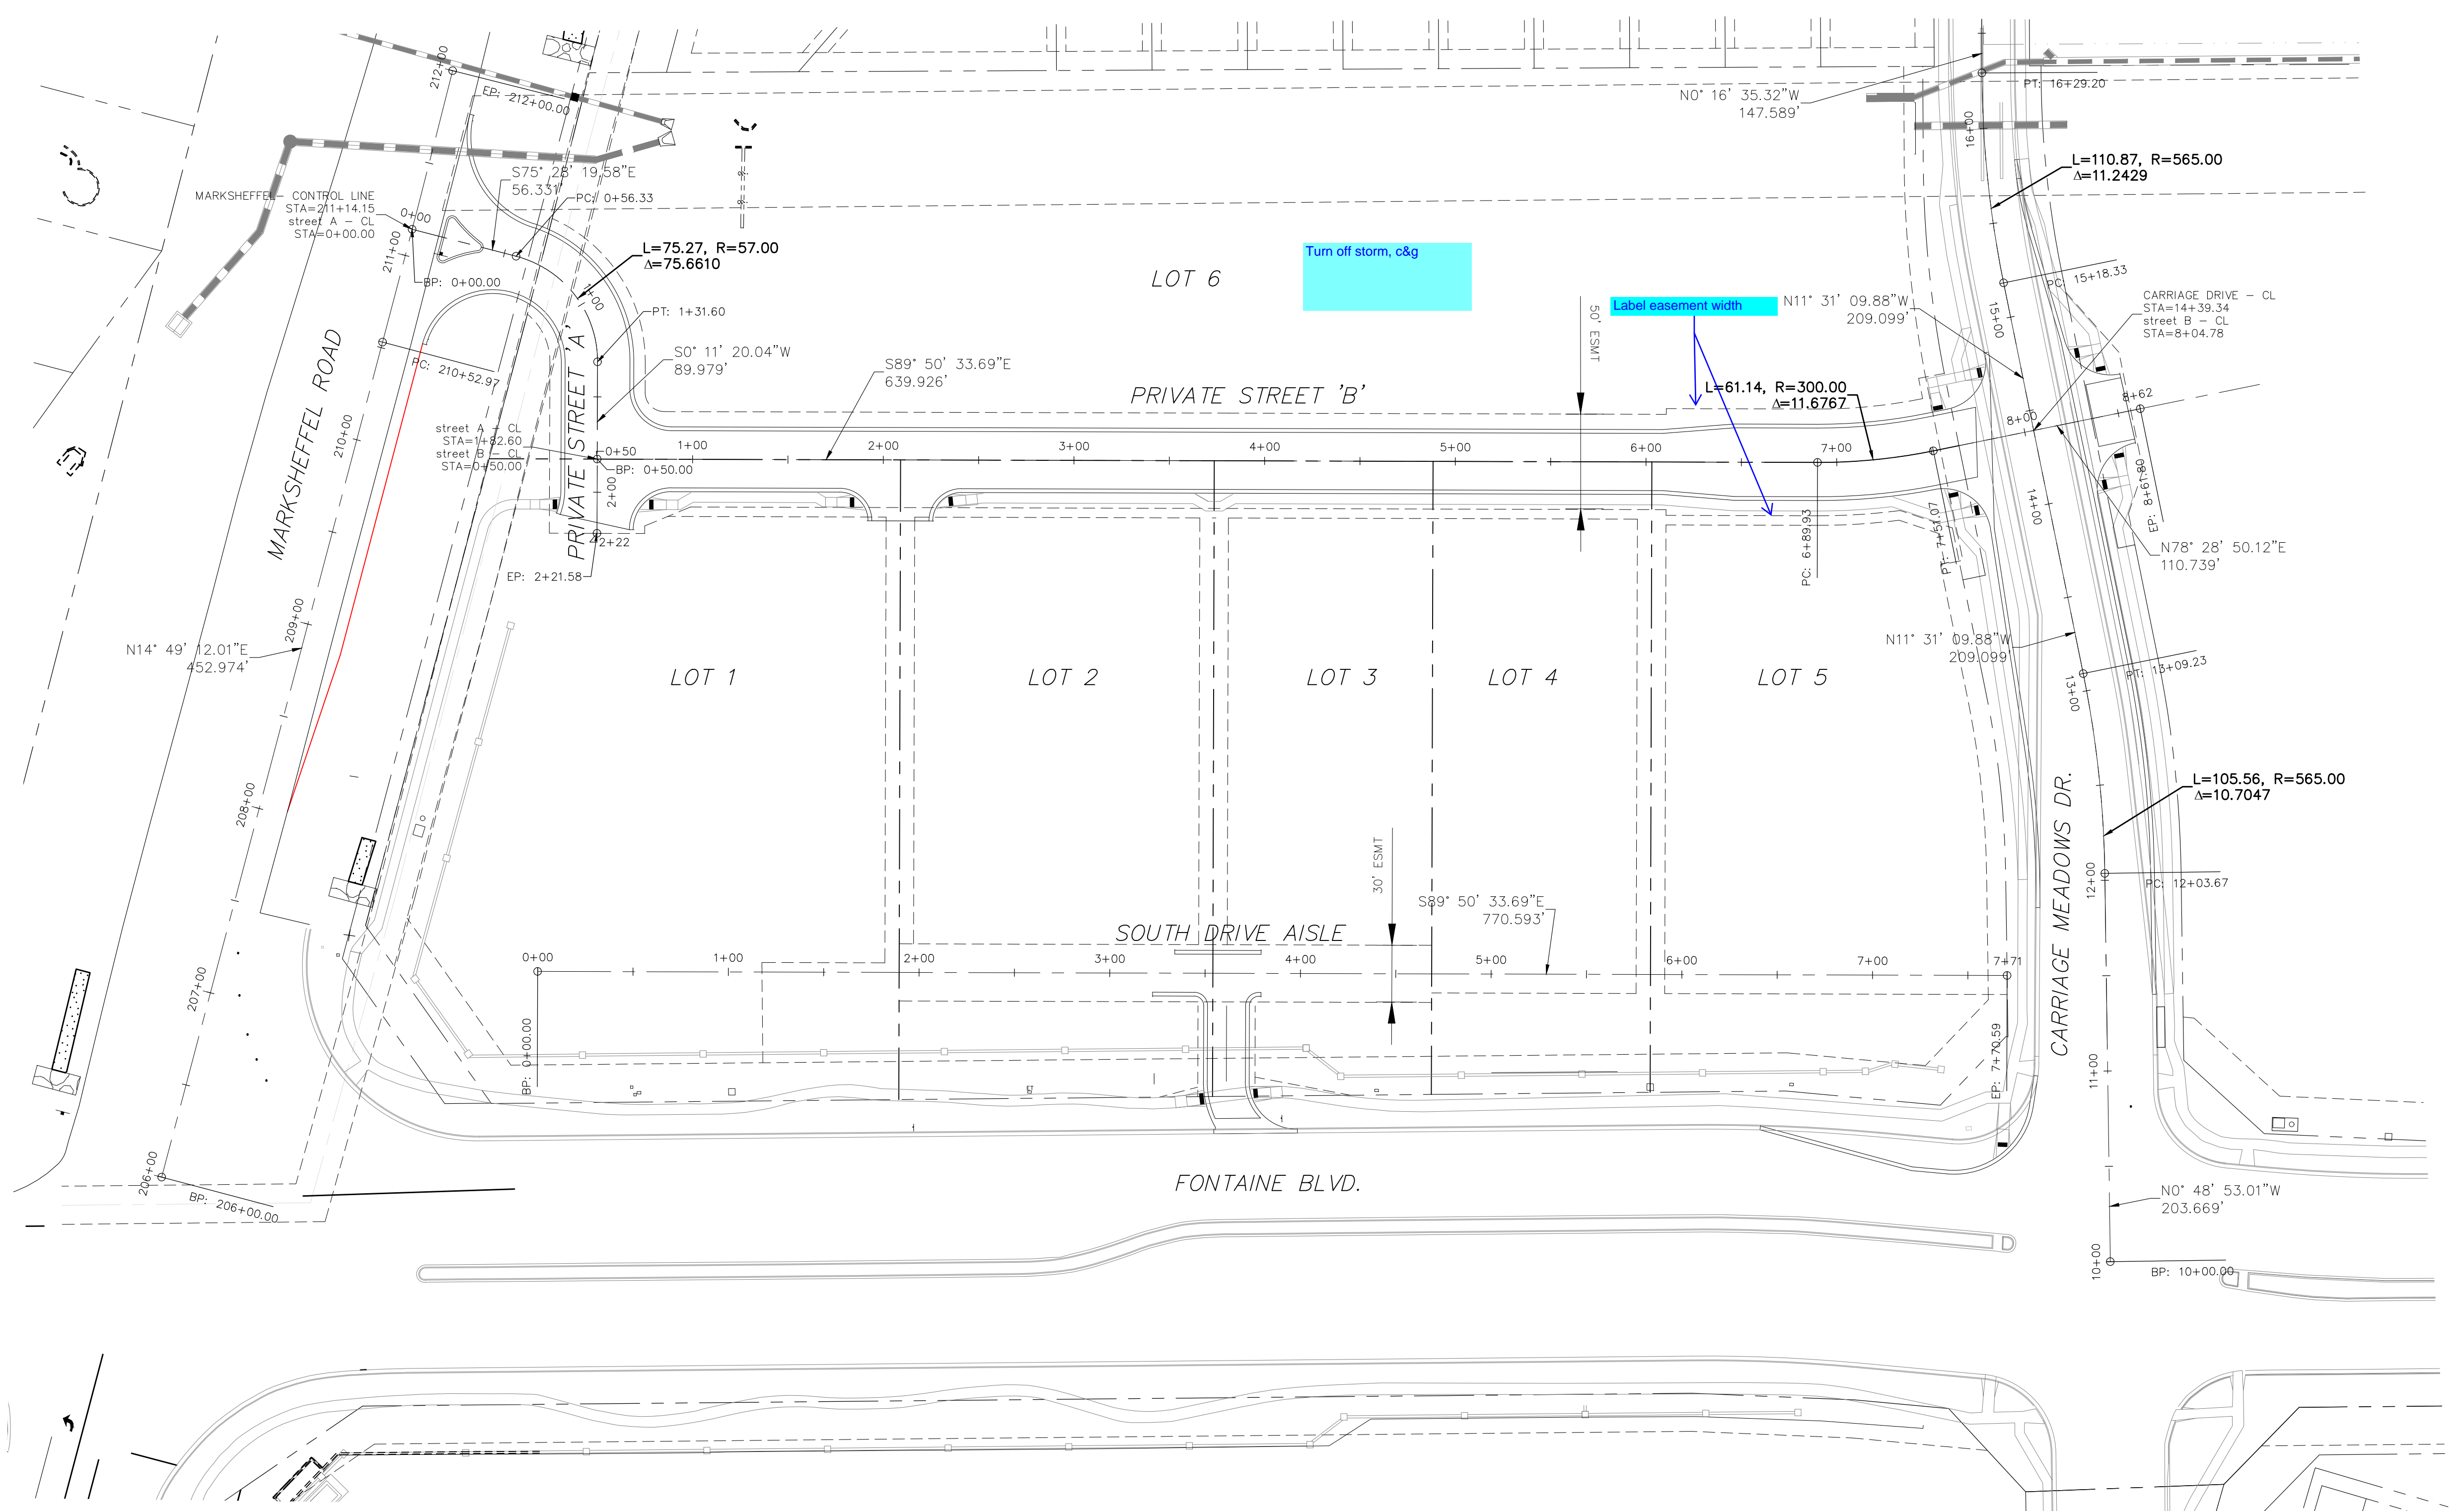 212+00
EP: 212+00.00
N0° 16' 35.32"W
147.589'
PT: 16+29.20
16+00
L=110.87, R=565.00
Δ=11.2429
S75° 28' 19.58"E
56.331'
MARKSHEFFEL- CONTROL LINE
STA=211+14.15
street A - CL
STA=0+00.00
0+00
PC: 0+56.33
211+00
L=75.27, R=57.00
Δ=75.6610
BP: 0+00.00
1+00
Turn off storm, c&g
LOT 6
PC: 15+18.33
Label easement width
N11° 31' 09.88"W
209.099'
15+00
CARRIAGE DRIVE - CL
STA=14+39.34
street B - CL
STA=8+04.78
PT: 1+31.60
50' ESMT
S0° 11' 20.04"W
89.979'
PC: 210+52.97
S89° 50' 33.69"E
639.926'
PRIVATE STREET 'B'
L=61.14, R=300.00
Δ=11.6767
8+62
8+00
MARKSHEFFEL ROAD
210+00
PRIVATE STREET 'A'
street A - CL
STA=1+82.60
street B - CL
STA=0+50.00
0+50
BP: 0+50.00
1+00
2+00
3+00
4+00
5+00
6+00
7+00
2+00
2+22
EP: 2+21.58
PC: 6+89.93
PT: 7+51.07
14+00
EP: 8+61.80
N78° 28' 50.12"E
110.739'
209+00
N14° 49' 12.01"E
452.974'
N11° 31' 09.88"W
209.099'
PT: 13+09.23
13+00
LOT 1
LOT 2
LOT 3
LOT 4
LOT 5
208+00
L=105.56, R=565.00
Δ=10.7047
CARRIAGE MEADOWS DR.
12+00
PC: 12+03.67
30' ESMT
S89° 50' 33.69"E
770.593'
SOUTH DRIVE AISLE
0+00
1+00
2+00
3+00
4+00
5+00
6+00
7+00
7+71
207+00
BP: 0+00.00
EP: 7+70.59
11+00
206+00
BP: 206+00.00
FONTAINE BLVD.
N0° 48' 53.01"W
203.669'
10+00
BP: 10+00.00